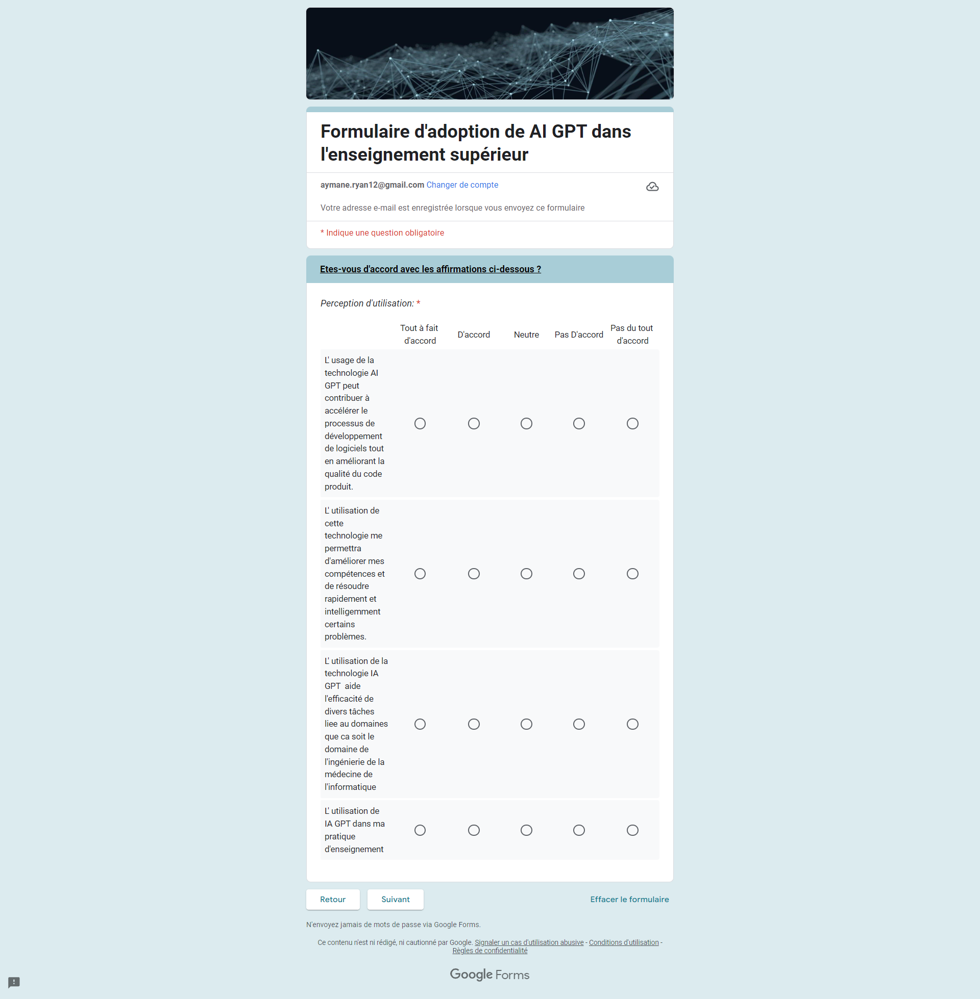 Formulaire d'adoption de AI GPT dans
l'enseignement supérieur
aymane.ryan12@gmail.com Changer de compte
Votre adresse e-mail est enregistrée lorsque vous envoyez ce formulaire
* Indique une question obligatoire
Etes-vous d'accord avec les affirmations ci-dessous ?
Perception d'utilisation: *
Tout à fait
d'accord
D'accord
Neutre
Pas D'accord
Pas du tout
d'accord
L' usage de la
technologie AI
GPT peut
contribuer à
accélérer le
processus de
développement
de logiciels tout
en améliorant la
qualité du code
produit.
L' utilisation de
cette
technologie me
permettra
d'améliorer mes
compétences et
de résoudre
rapidement et
intelligemment
certains
problèmes.
L' utilisation de la
technologie IA
GPT  aide
l'efficacité de
divers tâches
liee au domaines
que ca soit le
domaine de
l'ingénierie de la
médecine de
l'informatique
L' utilisation de
IA GPT dans ma
pratique
d'enseignement
Retour
Suivant
Effacer le formulaire
N'envoyez jamais de mots de passe via Google Forms.
Ce contenu n'est ni rédigé, ni cautionné par Google. Signaler un cas d'utilisation abusive - Conditions d'utilisation -
Règles de confidentialité
Google Forms